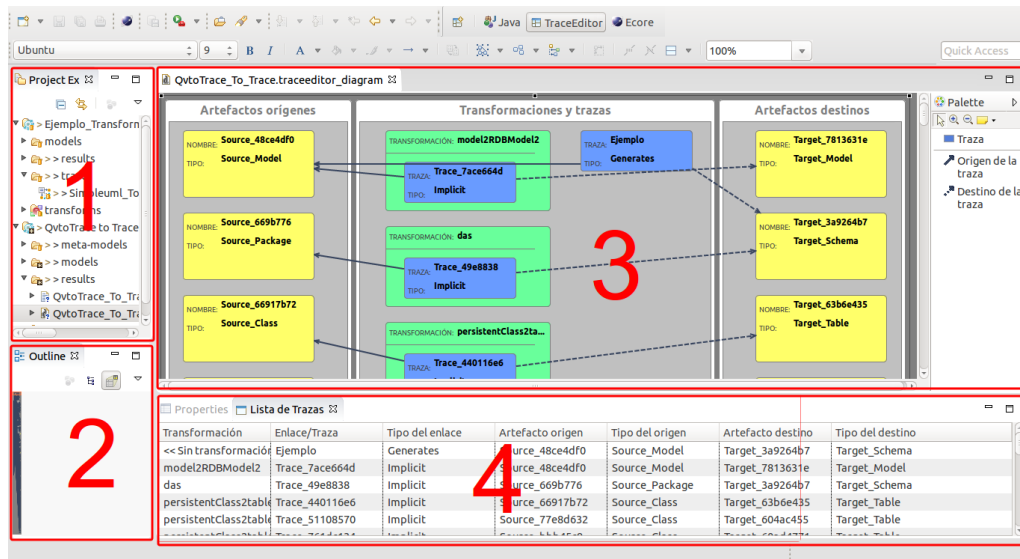 Java TraceEditor Ecore
Ubuntu 9 B I A 100% Quick Access
Project Ex
> Ejemplo_Transforn
models
> > results
> > tra
> > Simpleuml_To
transforms
> QvtoTrace to Trace
> > meta-models
> > models
> > results
QvtoTrace_To_Tra
QvtoTrace_To_Tra
1
Outline
2
QvtoTrace_To_Trace.traceeditor_diagram
Artefactos orígenes Transformaciones y trazas Artefactos destinos
NOMBRE: Source_48ce4df0
TIPO: Source_Model
NOMBRE: Source_669b776
TIPO: Source_Package
NOMBRE: Source_66917b72
TIPO: Source_Class
TRANSFORMACIÓN: model2RDBModel2
TRAZA: Trace_7ace664d
TIPO: Implicit
TRAZA: Ejemplo
TIPO: Generates
TRANSFORMACIÓN: das
TRAZA: Trace_49e8838
TIPO: Implicit
TRANSFORMACIÓN: persistentClass2ta...
TRAZA: Trace_440116e6
NOMBRE: Target_7813631e
TIPO: Target_Model
NOMBRE: Target_3a9264b7
TIPO: Target_Schema
NOMBRE: Target_63b6e435
TIPO: Target_Table
3
Palette
Traza
Origen de la
traza
Destino de la
traza
Properties Lista de Trazas
Transformación Enlace/Traza Tipo del enlace Artefacto origen Tipo del origen Artefacto destino Tipo del destino
<< Sin transformación Ejemplo Generates Source_48ce4df0 Source_Model Target_3a9264b7 Target_Schema
model2RDBModel2 Trace_7ace664d Implicit Source_48ce4df0 Source_Model Target_7813631e Target_Model
das Trace_49e8838 Implicit Source_669b776 Source_Package Target_3a9264b7 Target_Schema
persistentClass2table Trace_440116e6 Implicit Source_66917b72 Source_Class Target_63b6e435 Target_Table
persistentClass2table Trace_51108570 Implicit Source_77e8d632 Source_Class Target_604ac455 Target_Table
4